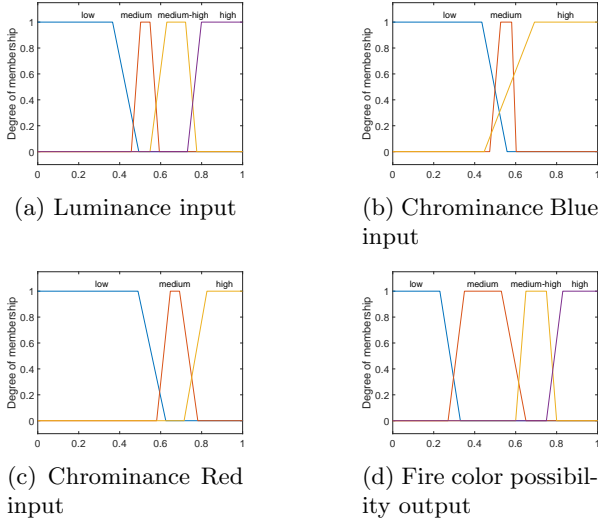 low medium medium-high high
Degree of membership
1
0.8
0.6
0.4
0.2
0
0 0.2 0.4 0.6 0.8 1
(a) Luminance input
low medium high
Degree of membership
1
0.8
0.6
0.4
0.2
0
0 0.2 0.4 0.6 0.8 1
(b) Chrominance Blue
input
low medium high
Degree of membership
1
0.8
0.6
0.4
0.2
0
0 0.2 0.4 0.6 0.8 1
(c) Chrominance Red
input
low medium medium-high high
Degree of membership
1
0.8
0.6
0.4
0.2
0
0 0.2 0.4 0.6 0.8 1
(d) Fire color possibil-
ity output